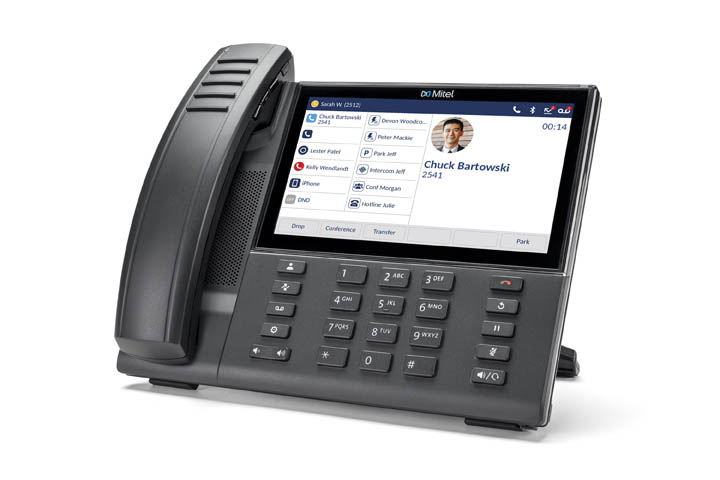 Mitel
Sarah W. (2512)
Chuck Bartowski
2541
Lester Patel
Kelly Wendlandt
iPhone
DND
Devon Woodco...
Peter Mackie
P
Park Jeff
Intercom Jeff
Conf Morgan
Hotline Julie
00:14
Chuck Bartowski
2541
Drop Conference Transfer Park
1 2 ABC 3 DEF
4 GHI 5 JKL 6 MNO
7 PQRS 8 TUV 9 WXYZ
* 0 #